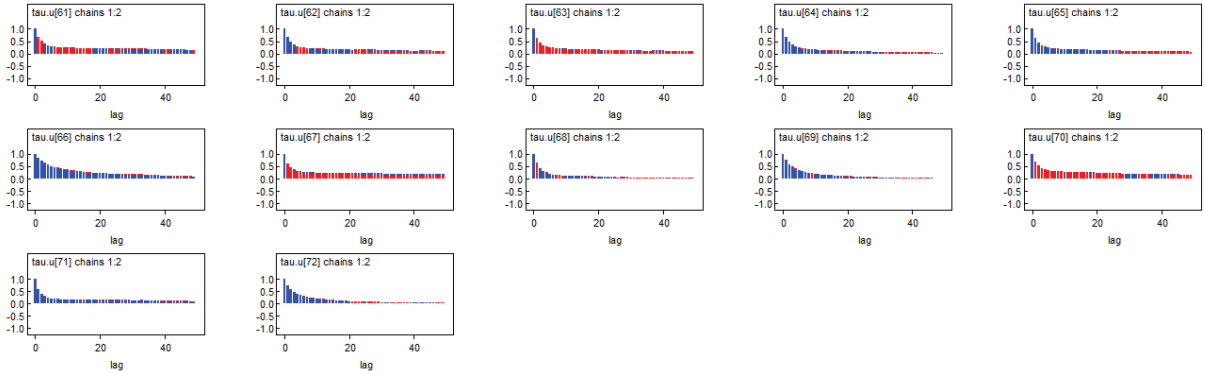 tau.u[61] chains 1:2
1.0
0.5
0.0
-0.5
-1.0
0 20 40
lag
tau.u[62] chains 1:2
1.0
0.5
0.0
-0.5
-1.0
0 20 40
lag
tau.u[63] chains 1:2
1.0
0.5
0.0
-0.5
-1.0
0 20 40
lag
tau.u[64] chains 1:2
1.0
0.5
0.0
-0.5
-1.0
0 20 40
lag
tau.u[65] chains 1:2
1.0
0.5
0.0
-0.5
-1.0
0 20 40
lag
tau.u[66] chains 1:2
1.0
0.5
0.0
-0.5
-1.0
0 20 40
lag
tau.u[67] chains 1:2
1.0
0.5
0.0
-0.5
-1.0
0 20 40
lag
tau.u[68] chains 1:2
1.0
0.5
0.0
-0.5
-1.0
0 20 40
lag
tau.u[69] chains 1:2
1.0
0.5
0.0
-0.5
-1.0
0 20 40
lag
tau.u[70] chains 1:2
1.0
0.5
0.0
-0.5
-1.0
0 20 40
lag
tau.u[71] chains 1:2
1.0
0.5
0.0
-0.5
-1.0
0 20 40
lag
tau.u[72] chains 1:2
1.0
0.5
0.0
-0.5
-1.0
0 20 40
lag